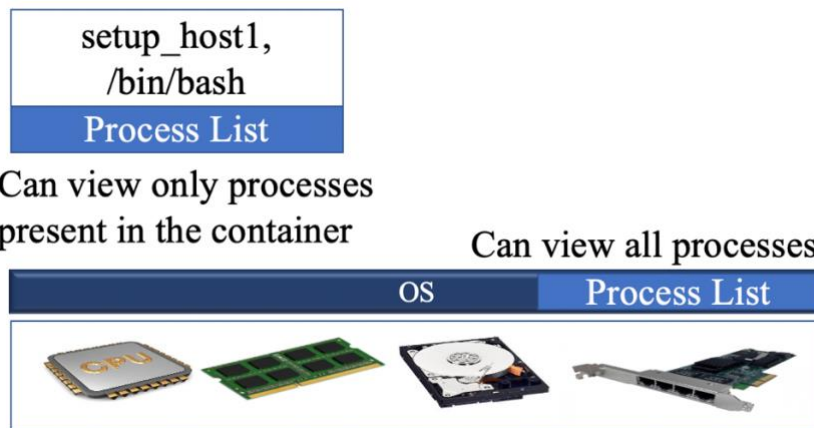 setup_host1,
/bin/bash
Process List
Can view only processes
present in the container
Can view all processes
OS
Process List
CPU